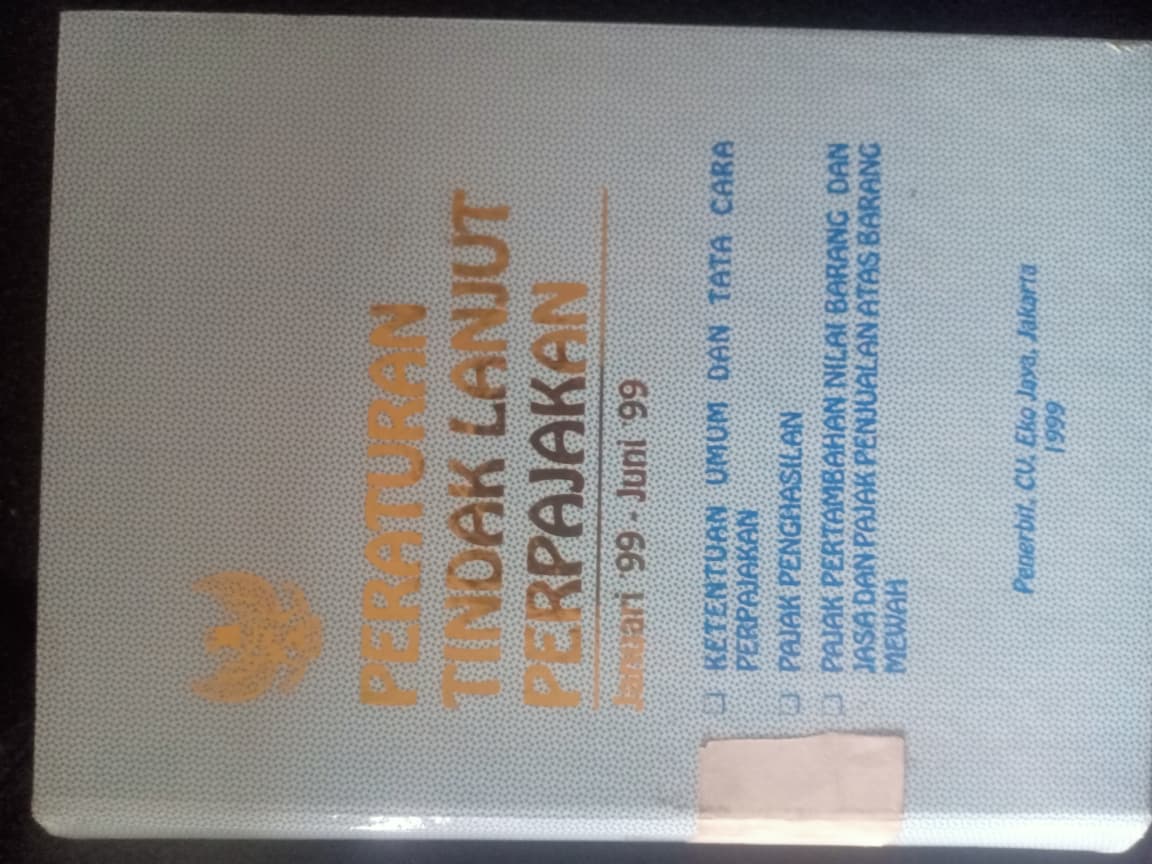 PERATURAN
TINDAK LANJUT
PERPAJAKAN
Januari '99 - Juni '99
KETENTUAN UMUM DAN TATA CARA
PERPAJAKAN
PAJAK PENGHASILAN
PAJAK PERTAMBAHAN NILAI BARANG DAN
JASA DAN PAJAK PENJUALAN ATAS BARANG
MEWAH
Penerbit, CV. Eko Jaya, Jakarta
1999